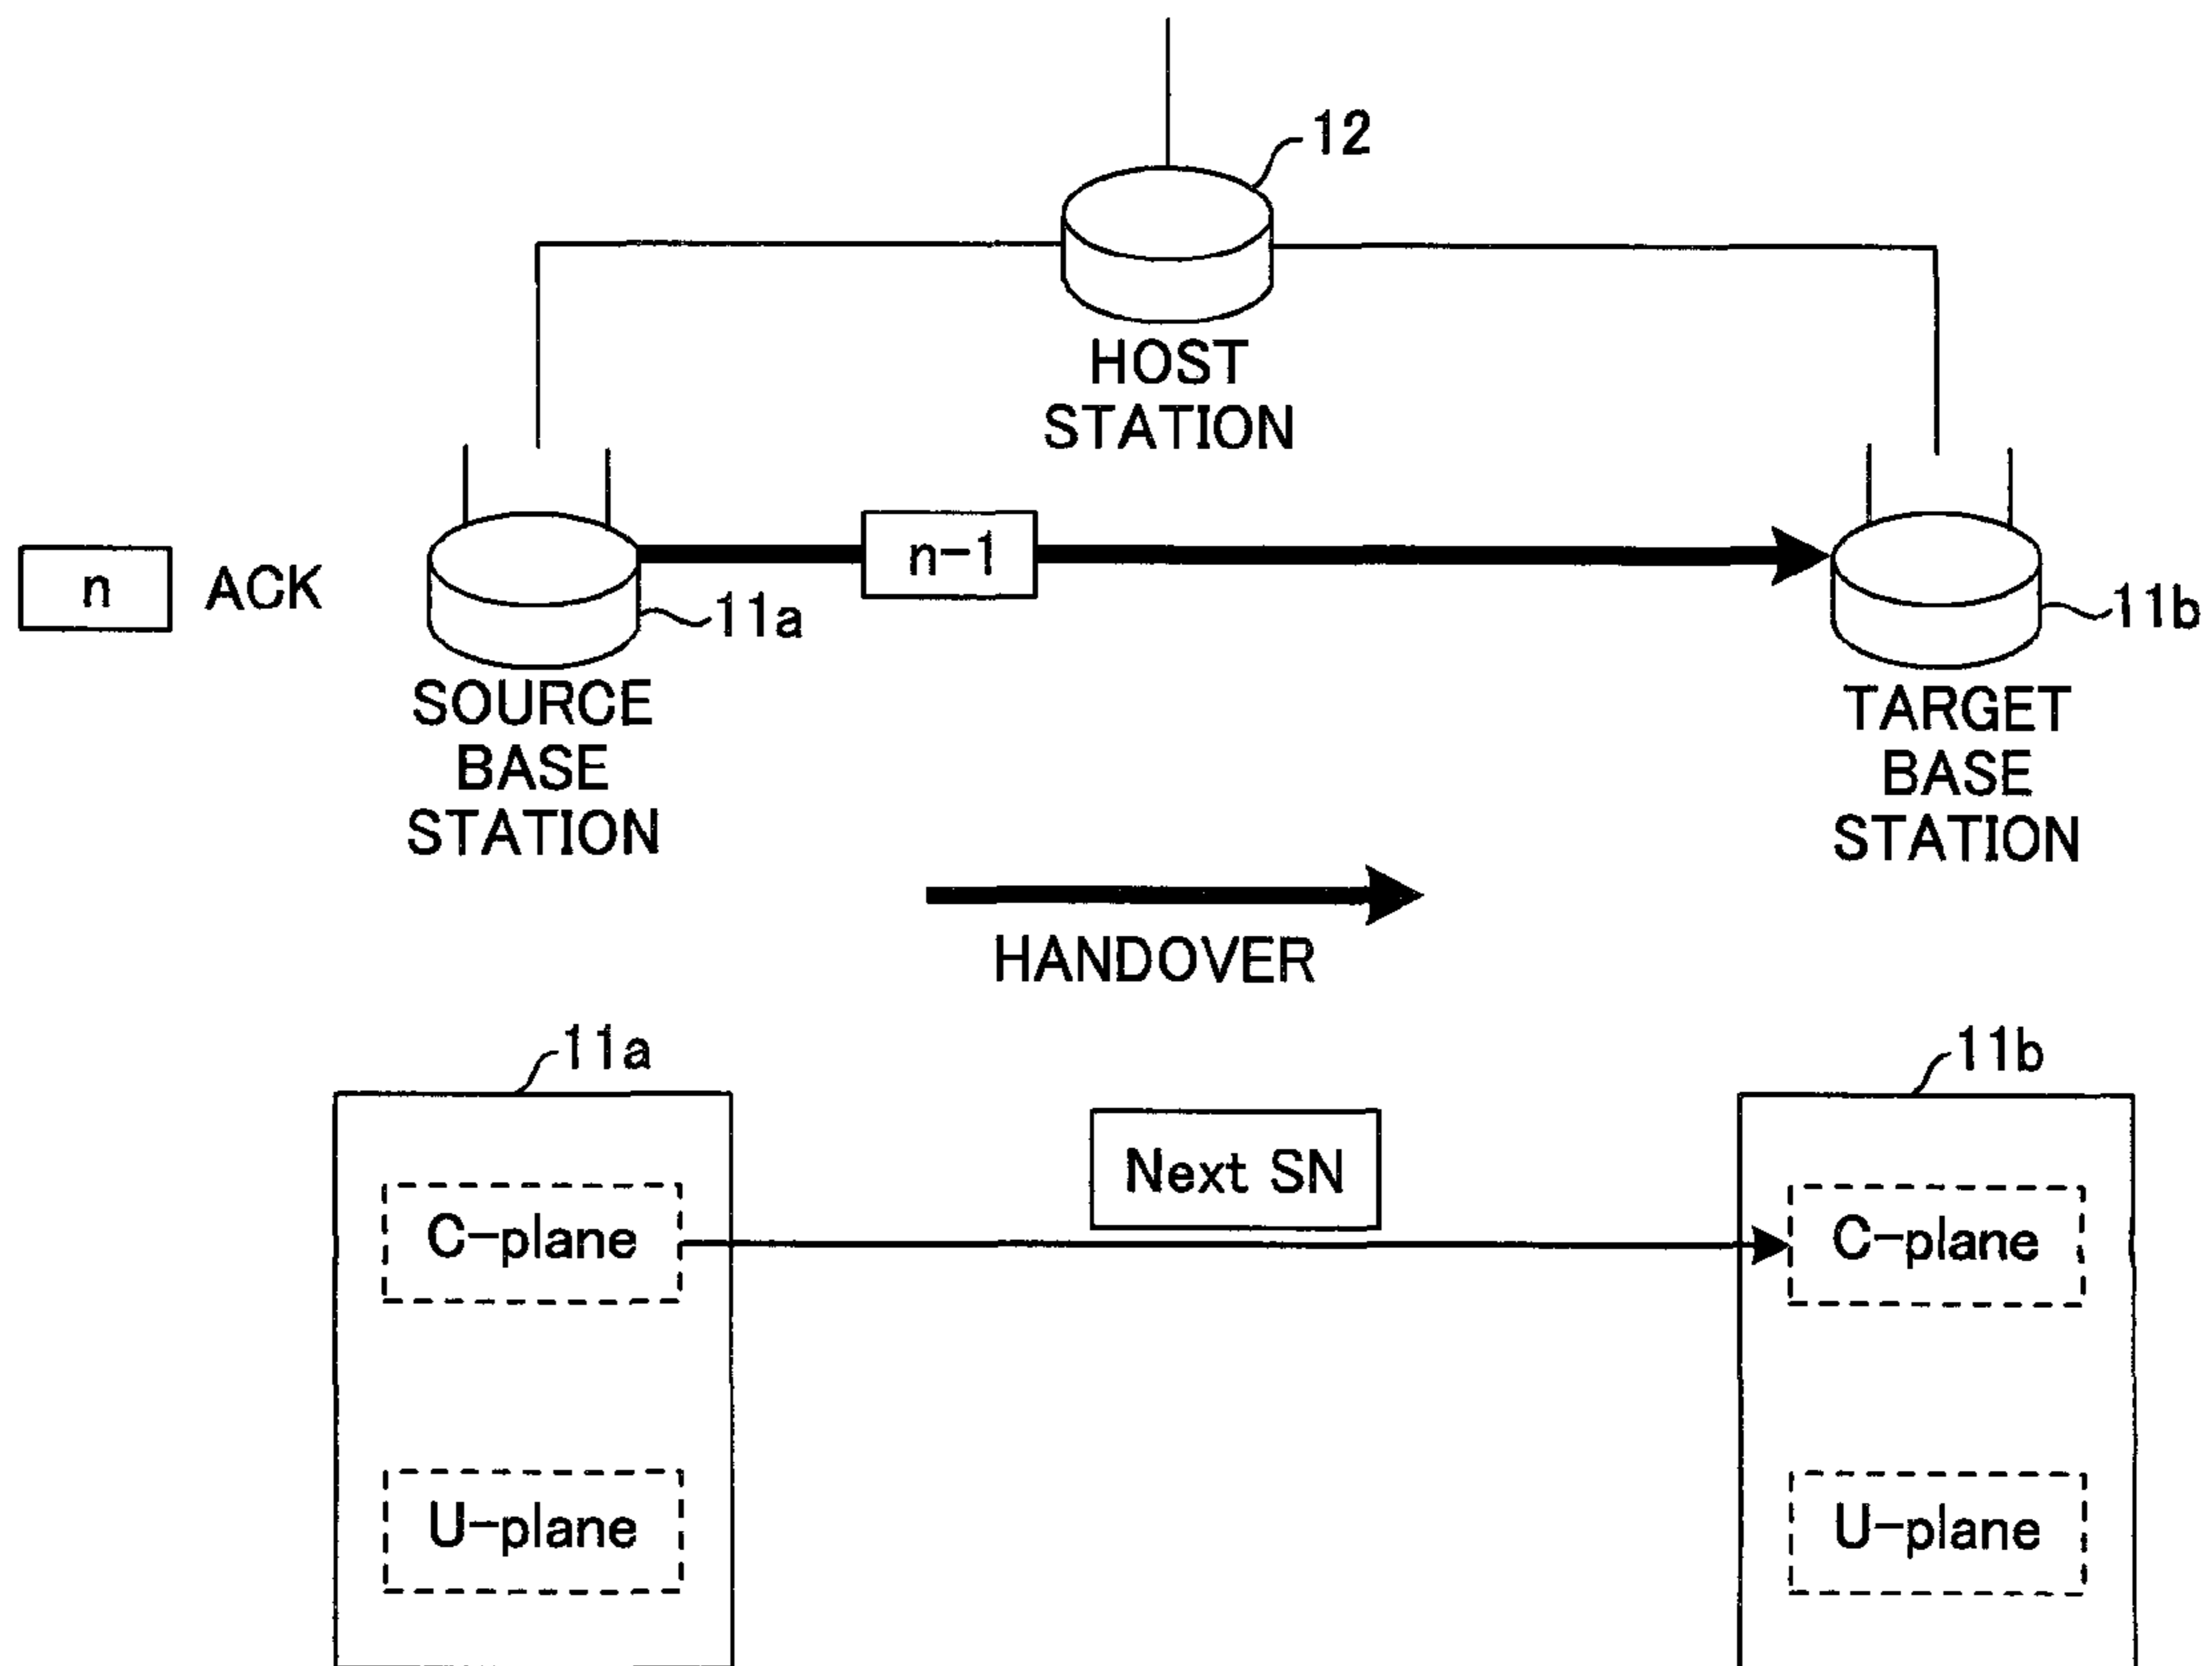 12
HOST
STATION
n-1
n
ACK
11a
11b
SOURCE
BASE
STATION
TARGET
BASE
STATION
HANDOVER
11a
11b
Next SN
C-plane
C-plane
U-plane
U-plane